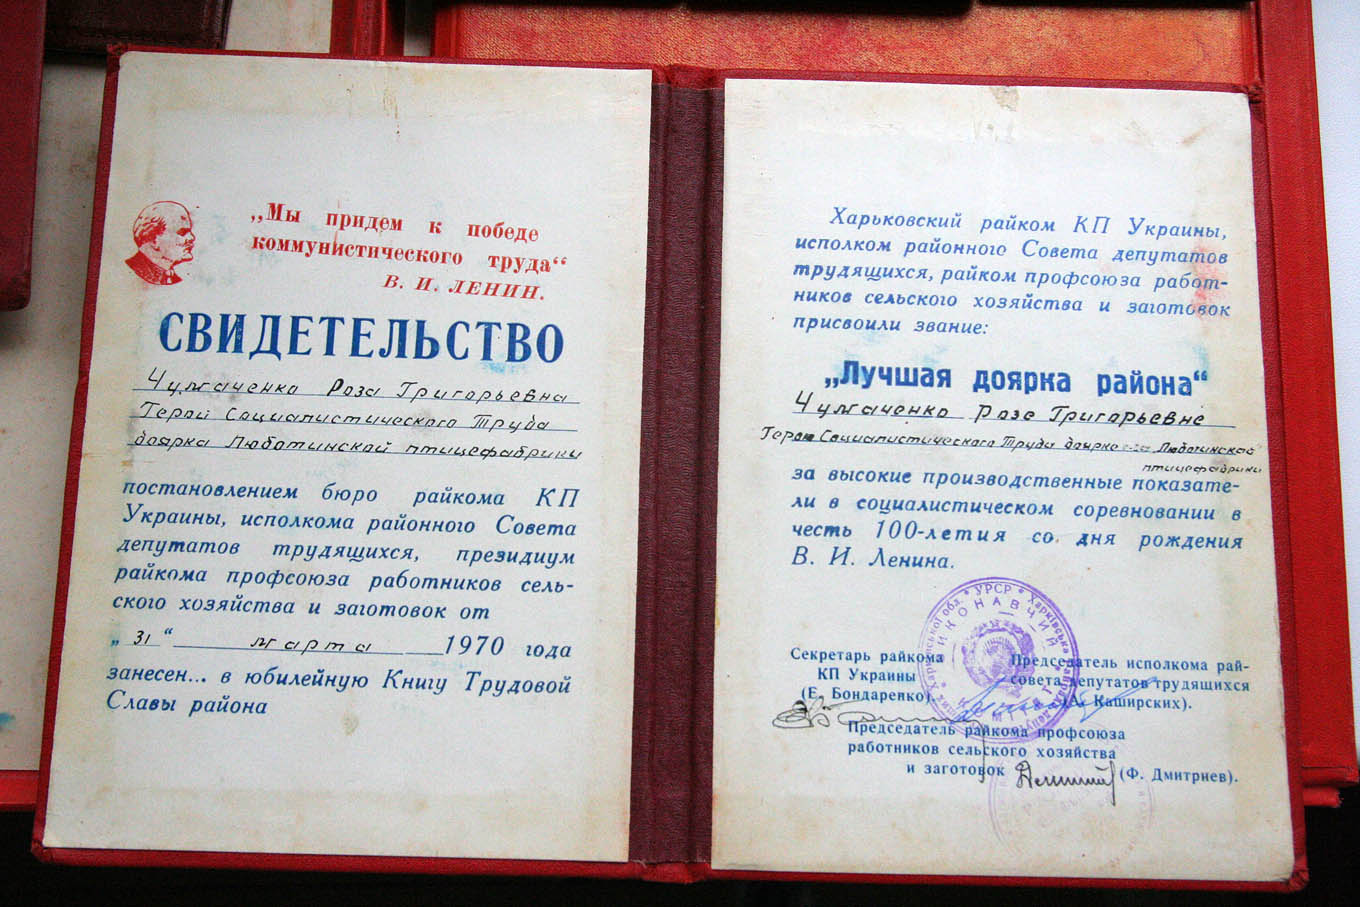 „Мы придем к победе
коммунистического труда“
В. И. ЛЕНИН.
СВИДЕТЕЛЬСТВО
Чумаченко Роза Григорьевна
Герой Социалистического Труда
доярка Люботинской птицефабрики
постановлением бюро райкома КП
Украины, исполкома районного Совета
депутатов трудящихся, президиум
райкома профсоюза работников сель-
ского хозяйства и заготовок от
„31“ марта 1970 года
занесен... в юбилейную Книгу Трудовой
Славы района
Харьковский райком КП Украины,
исполком районного Совета депутатов
трудящихся, райком профсоюза работ-
ников сельского хозяйства и заготовок
присвоили звание:
„Лучшая доярка района“
Чумаченко Розе Григорьевне
Герою Социалистического Труда доярке Люботинской
птицефабрики
за высокие производственные показате-
ли в социалистическом соревновании в
честь 100-летия со дня рождения
В. И. Ленина.
УРСР * Харківська
ВИКОНАВЧИЙ
КОМІТЕТ
Секретарь райкома
КП Украины
(Е. Бондаренко)
Председатель исполкома рай-
совета депутатов трудящихся
(А. Каширских).
Председатель райкома профсоюза
работников сельского хозяйства
и заготовок (Ф. Дмитриев).